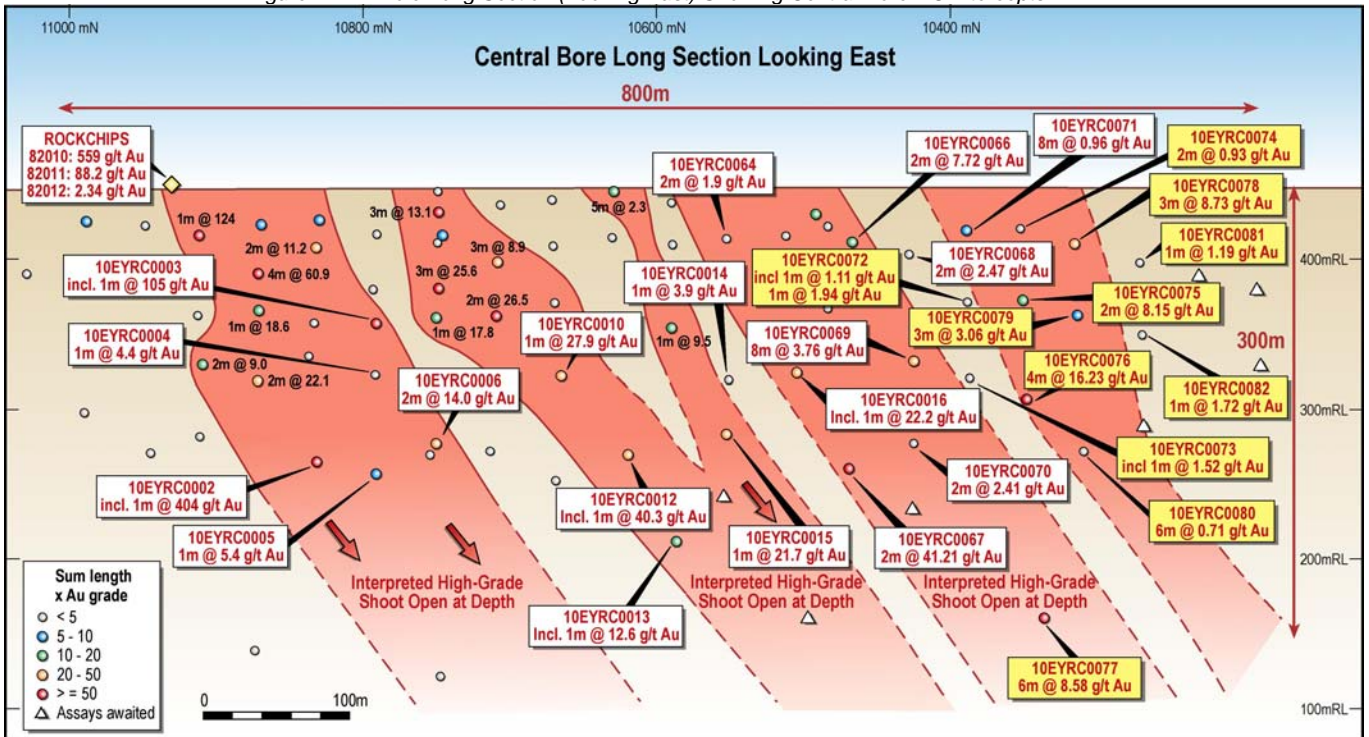 11000 mN
10800 mN
10600 mN
10400 mN
Central Bore Long Section Looking East
800m
ROCKCHIPS
82010: 559 g/t Au
82011: 88.2 g/t Au
82012: 2.34 g/t Au
10EYRC0064
2m @ 1.9 g/t Au
10EYRC0066
2m @ 7.72 g/t Au
10EYRC0071
8m @ 0.96 g/t Au
10EYRC0074
2m @ 0.93 g/t Au
10EYRC0078
3m @ 8.73 g/t Au
10EYRC0081
1m @ 1.19 g/t Au
1m @ 124
2m @ 11.2
4m @ 60.9
1m @ 18.6
2m @ 9.0
2m @ 22.1
3m @ 13.1
3m @ 8.9
3m @ 25.6
2m @ 26.5
1m @ 17.8
5m @ 2.3
1m @ 9.5
10EYRC0003
incl. 1m @ 105 g/t Au
10EYRC0004
1m @ 4.4 g/t Au
10EYRC0010
1m @ 27.9 g/t Au
10EYRC0014
1m @ 3.9 g/t Au
10EYRC0072
incl 1m @ 1.11 g/t Au
1m @ 1.94 g/t Au
10EYRC0068
2m @ 2.47 g/t Au
10EYRC0079
3m @ 3.06 g/t Au
10EYRC0075
2m @ 8.15 g/t Au
400mRL
300m
10EYRC0069
8m @ 3.76 g/t Au
10EYRC0076
4m @ 16.23 g/t Au
10EYRC0082
1m @ 1.72 g/t Au
10EYRC0006
2m @ 14.0 g/t Au
10EYRC0016
Incl. 1m @ 22.2 g/t Au
300mRL
10EYRC0073
incl 1m @ 1.52 g/t Au
10EYRC0002
incl. 1m @ 404 g/t Au
10EYRC0005
1m @ 5.4 g/t Au
10EYRC0012
Incl. 1m @ 40.3 g/t Au
10EYRC0015
1m @ 21.7 g/t Au
10EYRC0070
2m @ 2.41 g/t Au
10EYRC0067
2m @ 41.21 g/t Au
10EYRC0080
6m @ 0.71 g/t Au
200mRL
Interpreted High-Grade
Shoot Open at Depth
Interpreted High-Grade
Shoot Open at Depth
Interpreted High-Grade
Shoot Open at Depth
10EYRC0013
Incl. 1m @ 12.6 g/t Au
10EYRC0077
6m @ 8.58 g/t Au
100mRL
Sum length
x Au grade
< 5
5 - 10
10 - 20
20 - 50
> = 50
Assays awaited
0
100m